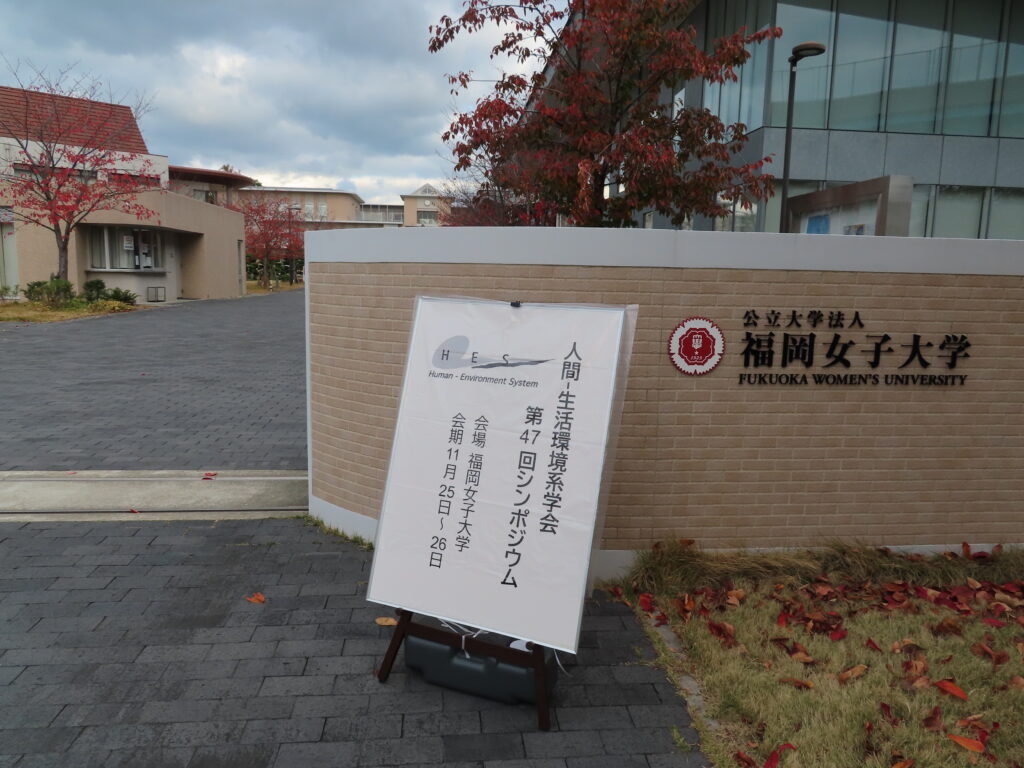 HES
Human - Environment System
人間-生活環境系学会
第47回シンポジウム
会場 福岡女子大学
会期 11月25日~26日
公立大学法人
福岡女子大学
FUKUOKA WOMEN'S UNIVERSITY
1923